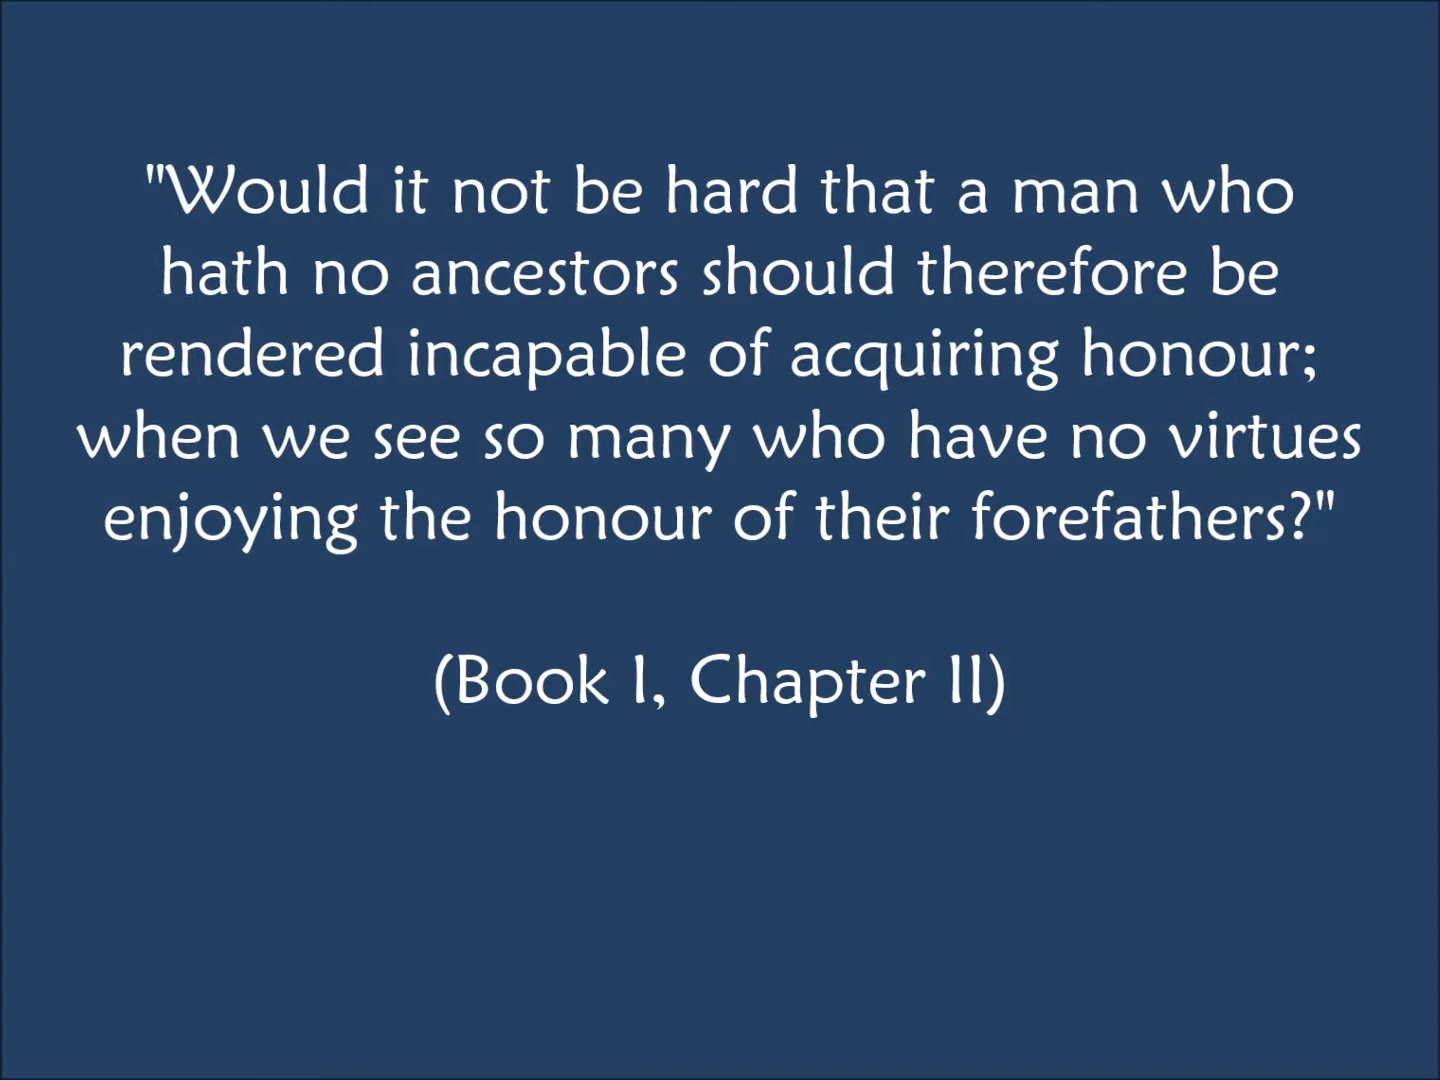 "Would it not be hard that a man who
hath no ancestors should therefore be
rendered incapable of acquiring honour;
when we see so many who have no virtues
enjoying the honour of their forefathers?"
(Book I, Chapter II)